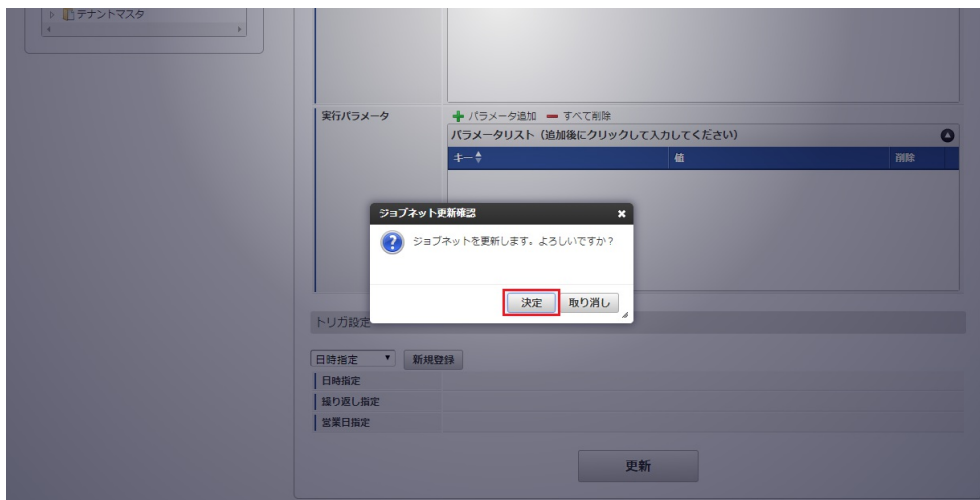 テナントマスタ
実行パラメータ
パラメータ追加 すべて削除
パラメータリスト（追加後にクリックして入力してください）
キー 値 削除
ジョブネット更新確認
ジョブネットを更新します。よろしいですか？
決定 取り消し
トリガ設定
日時指定 新規登録
日時指定
繰り返し指定
営業日指定
更新